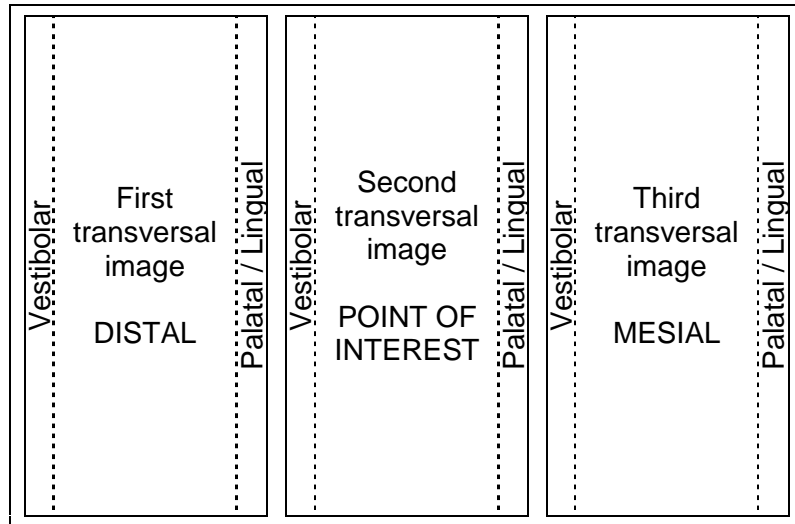 Vestibolar
First
transversal
image
DISTAL
Palatal / Lingual
Vestibolar
Second
transversal
image
POINT OF
INTEREST
Palatal / Lingual
Vestibolar
Third
transversal
image
MESIAL
Palatal / Lingual